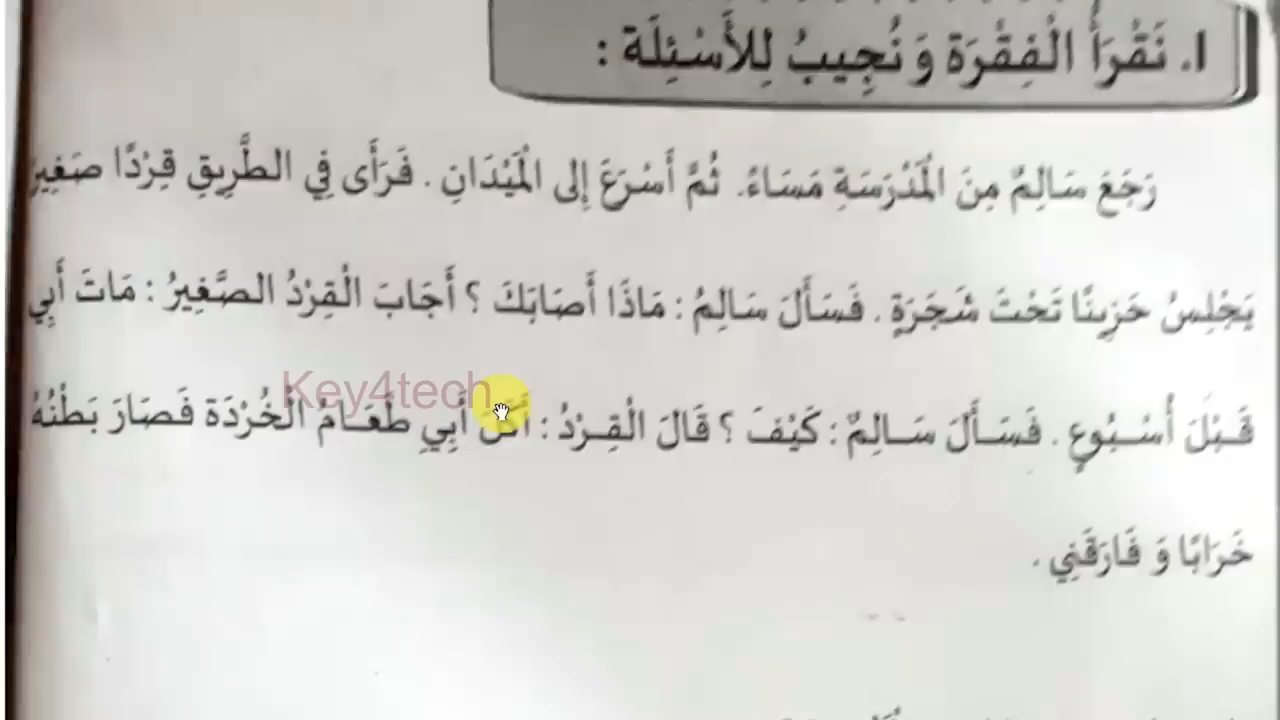 ١. نَقْرَأُ الْفِقْرَة وَ نُجِيبُ لِلأَسْئِلَة :
رَجَعَ سَالِمٌ مِنَ الْمَدْرَسَةِ مَسَاءً. ثُمَّ أَسْرَعَ إِلى الْمَيْدَانِ . فَرَأَى فِي الطَّرِيقِ قِرْدًا
يَجْلِسُ حَزِينًا تَحْتَ شَجَرَةٍ . فَسَأَلَ سَالِمُ : مَاذَا أَصَابَكَ ؟ أَجَابَ الْقِرْدُ الصَّغِيرُ : مَاتَ أَبِي
قَبْلَ أُسْبُوعٍ . فَسَأَلَ سَالِمٌ : كَيْفَ ؟ قَالَ الْقِرْدُ : أَبِي طَعَامُ الْخُرْدَة فَصَارَ بَطْنُهُ
خَرَابًا وَ فَارَقَنِي .
Key4tech